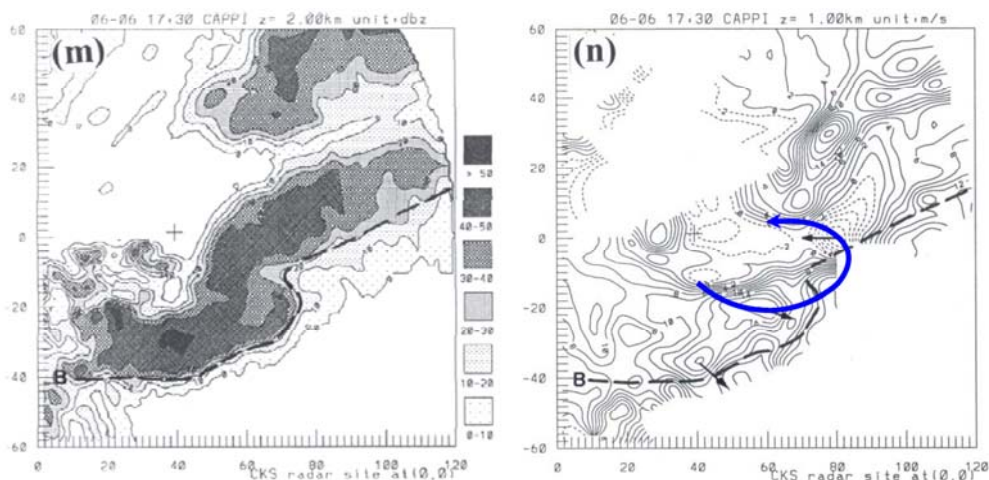 06-06 17:30 CAPPI z= 2.00km unit:dbz
(m)
60
40
20
0
-20
-40
-60
B
0 20 40 60 80 100 120
CKS radar site at(0,0)
> 50
40-50
30-40
20-30
10-20
0-10
06-06 17:30 CAPPI z= 1.00km unit:m/s
(n)
60
40
20
0
-20
-40
-60
B
0 20 40 60 80 100 120
CKS radar site at(0,0)